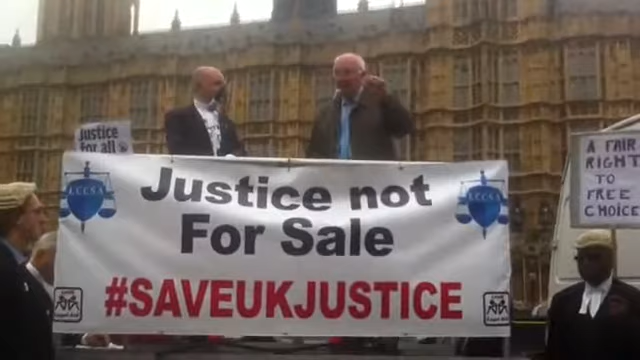 Justice
for all
LCCSA
LCCSA
Justice not
For Sale
#SAVEUKJUSTICE
A FAIR
RIGHT TO
FREE
CHOICE